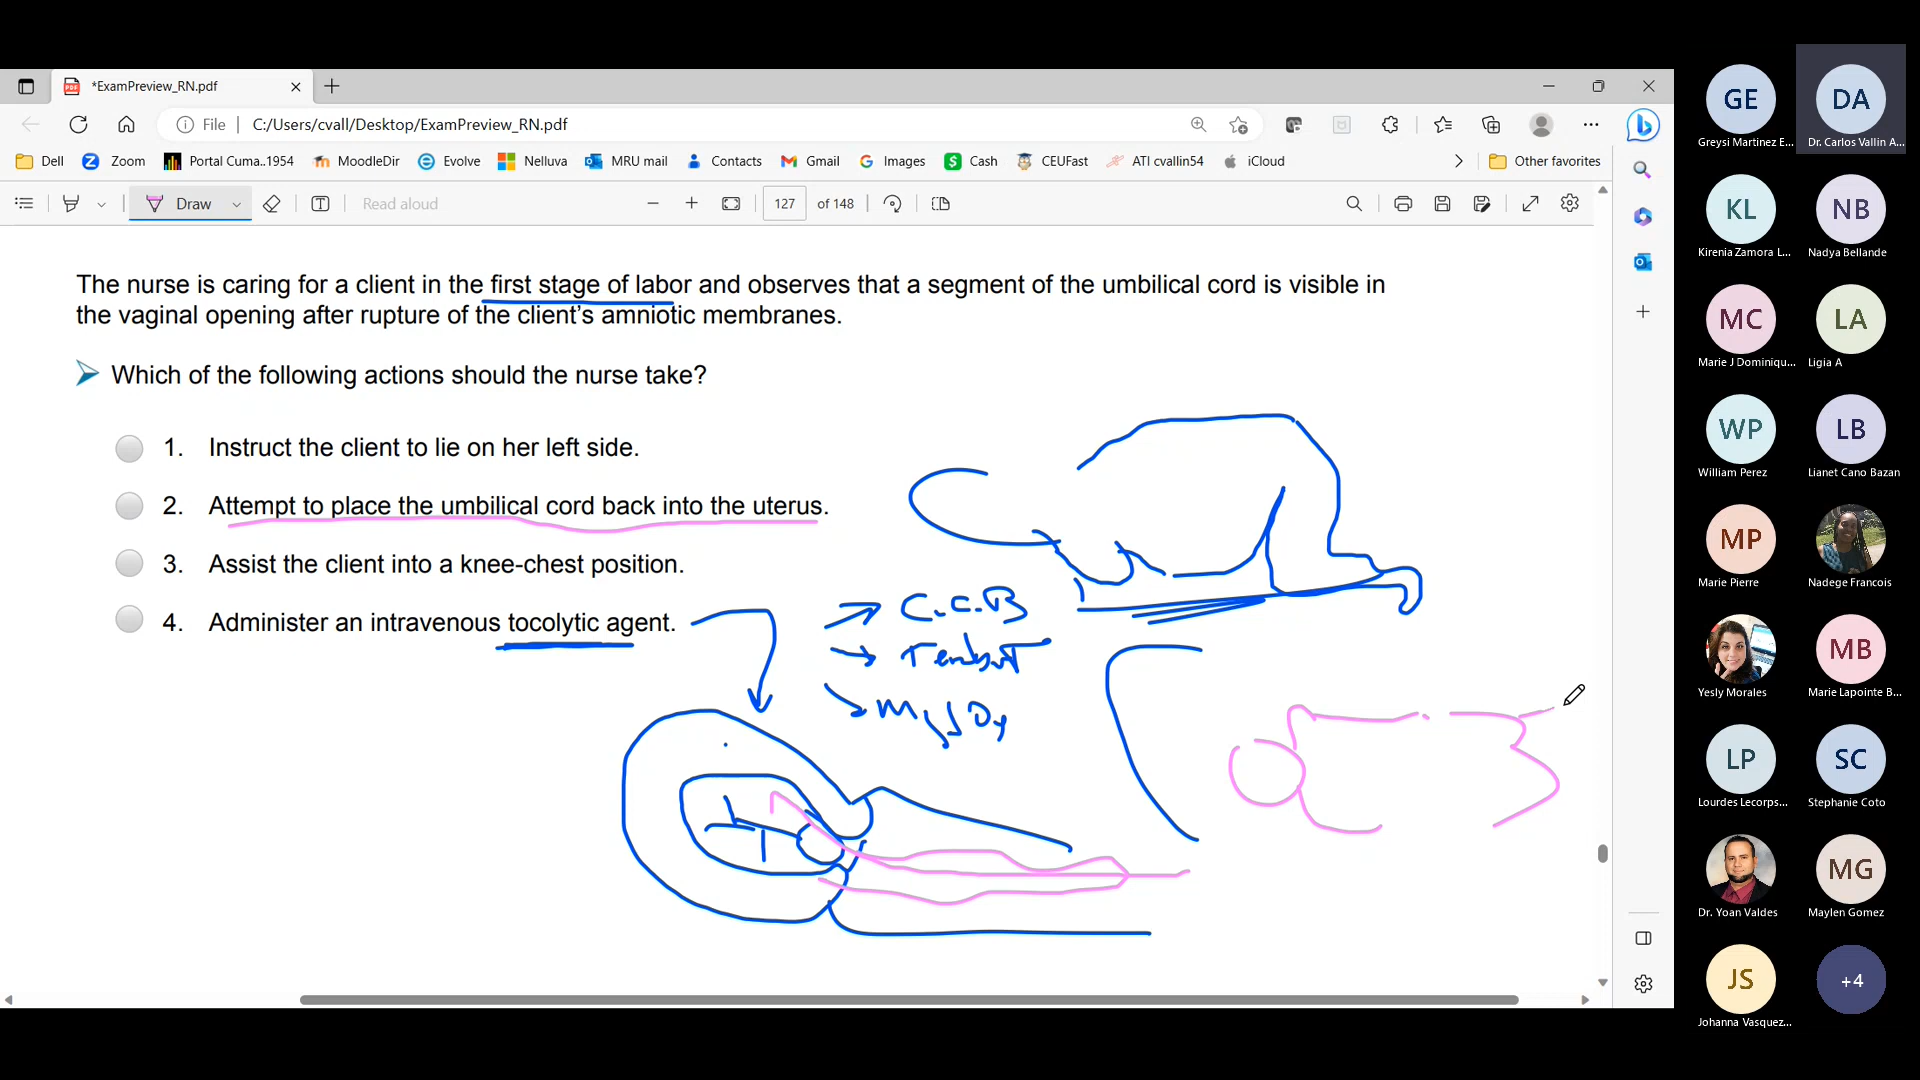 *ExamPreview_RN.pdf
File
C:/Users/cvall/Desktop/ExamPreview_RN.pdf
Dell Zoom Portal Cuma..1954 MoodleDir Evolve Nelluva MRU mail Contacts Gmail Images Cash CEUFast ATI cvallin54 iCloud Other favorites
Draw Read aloud 127 of 148
The nurse is caring for a client in the first stage of labor and observes that a segment of the umbilical cord is visible in
the vaginal opening after rupture of the client’s amniotic membranes.
Which of the following actions should the nurse take?
1. Instruct the client to lie on her left side.
2. Attempt to place the umbilical cord back into the uterus.
3. Assist the client into a knee-chest position.
4. Administer an intravenous tocolytic agent.
C.C.B
GE DA
Greysi Martinez E... Dr. Carlos Vallin A...
KL NB
Kirenia Zamora L... Nadya Bellande
MC LA
Marie J Dominiqu... Ligia A
WP LB
William Perez Lianet Cano Bazan
MP
Marie Pierre Nadege Francois
MB
Yesly Morales Marie Lapointe B...
LP SC
Lourdes Lecorps... Stephanie Coto
MG
Dr. Yoan Valdes Maylen Gomez
JS +4
Johanna Vasquez...